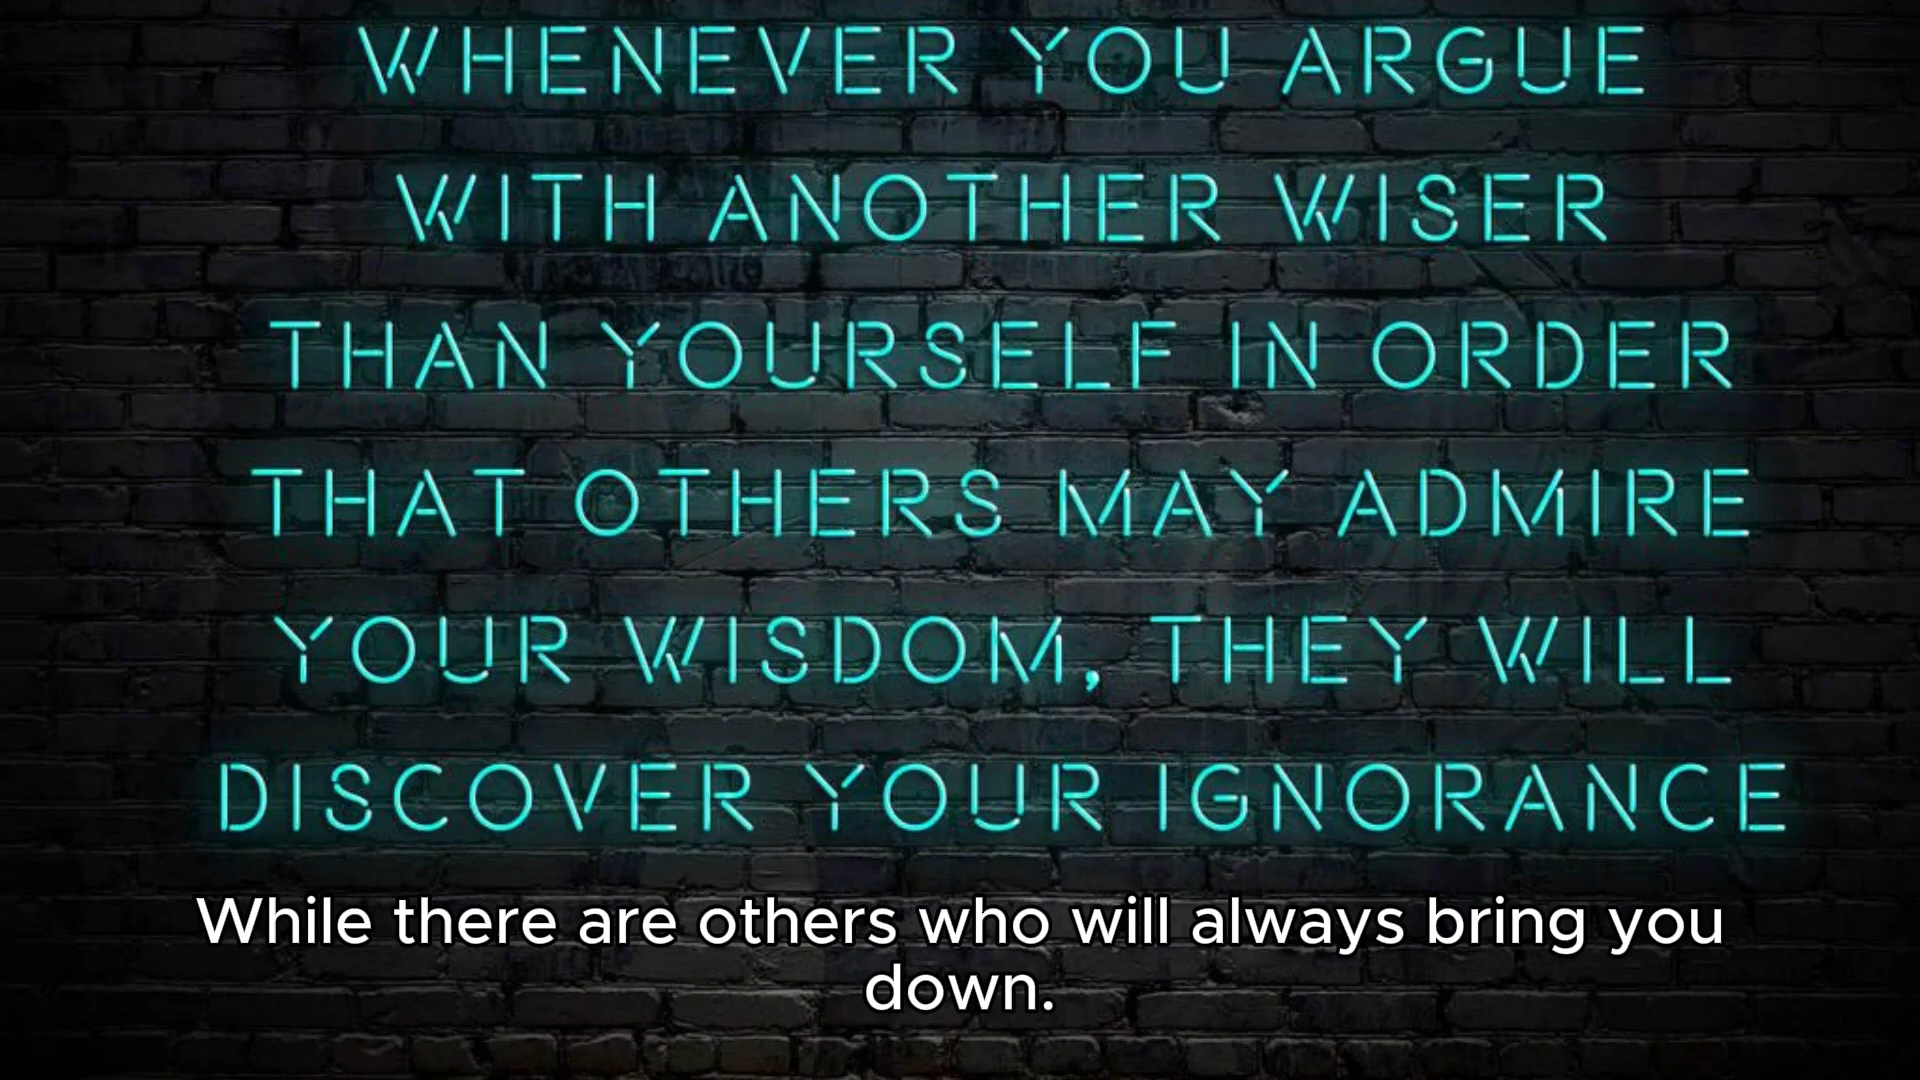 WHENEVER YOU ARGUE
WITH ANOTHER WISER
THAN YOURSELF IN ORDER
THAT OTHERS MAY ADMIRE
YOUR WISDOM, THEY WILL
DISCOVER YOUR IGNORANCE
While there are others who will always bring you
down.